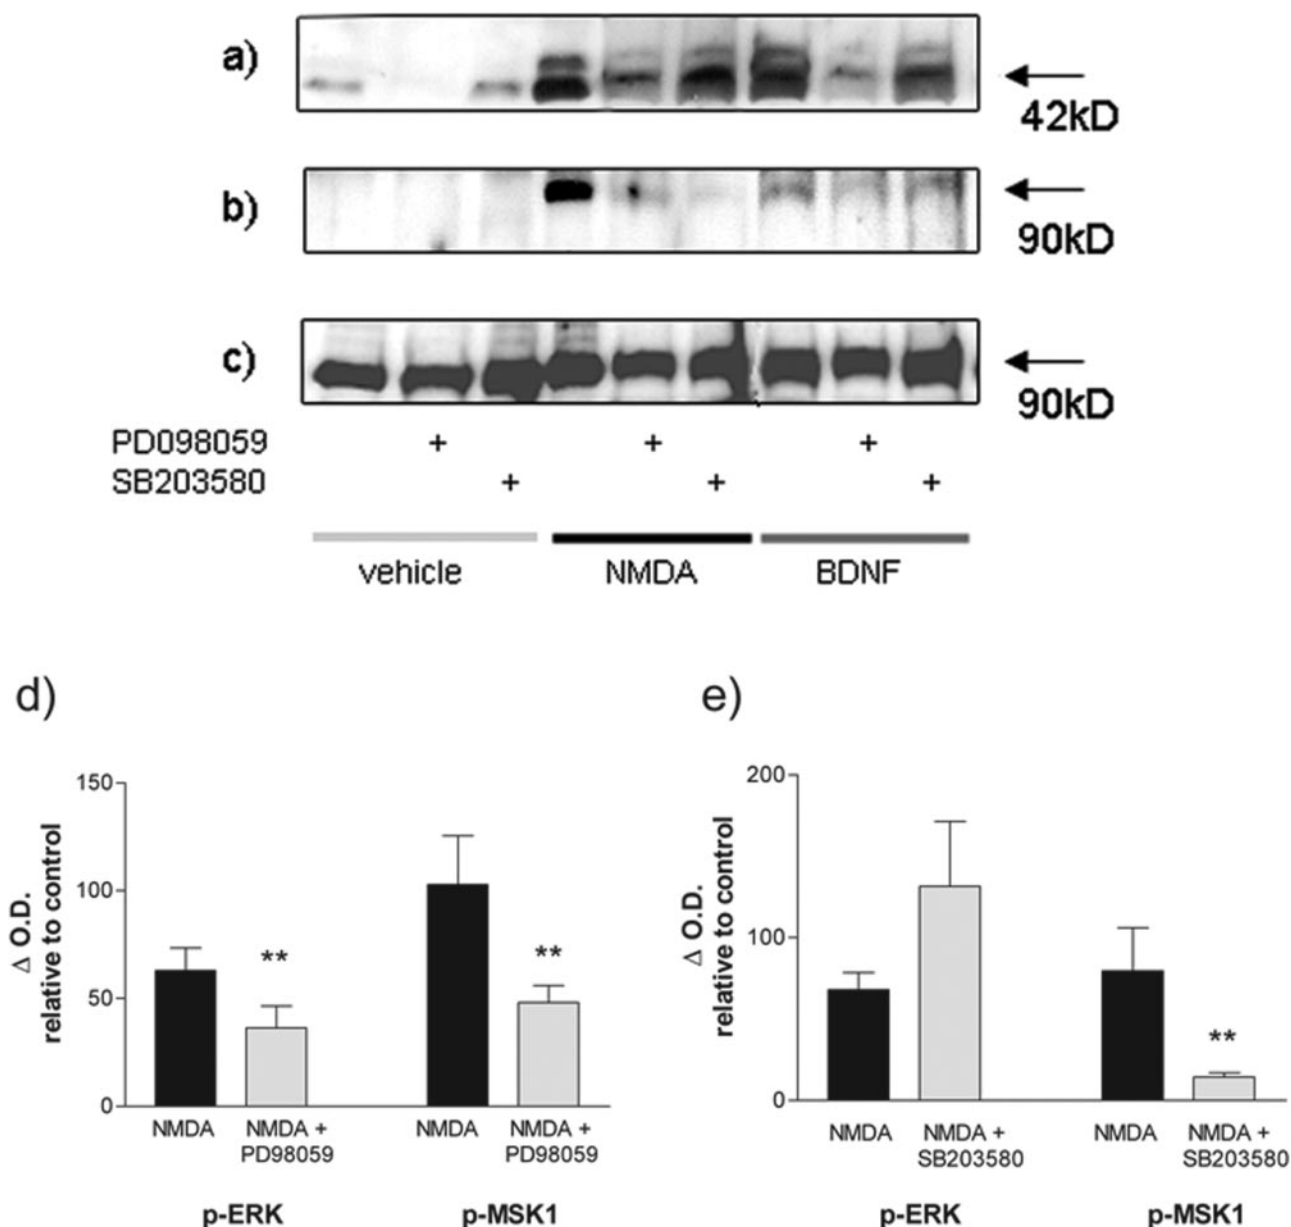 a)
42kD
b)
90kD
c)
90kD
PD098059 + + +
SB203580 + + +
vehicle NMDA BDNF
d)
e)
150
100
50
0
Δ O.D.
relative to control
** **
NMDA NMDA + NMDA NMDA +
PD98059 PD98059
p-ERK p-MSK1
200
100
0
Δ O.D.
relative to control
**
NMDA NMDA + NMDA NMDA +
SB203580 SB203580
p-ERK p-MSK1